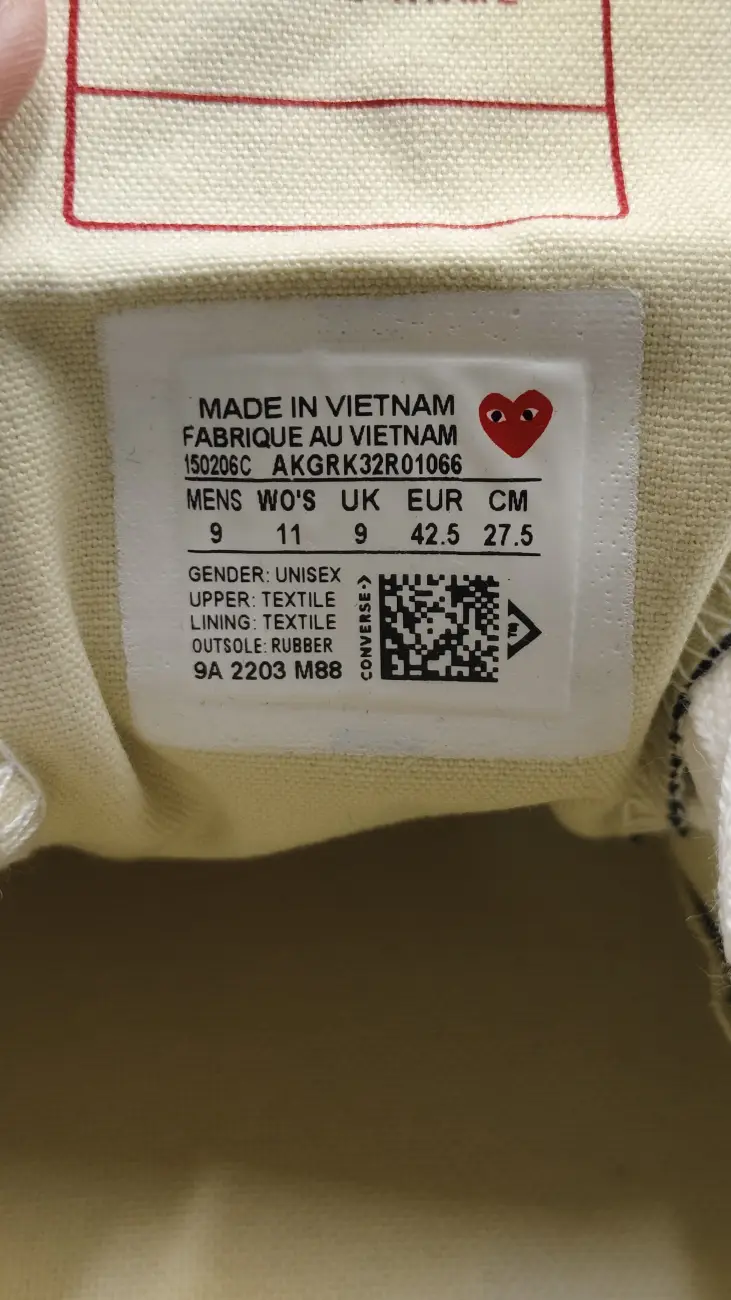 MADE IN VIETNAM
FABRIQUE AU VIETNAM
150206C AKGRK32R01066
MENS WO'S UK EUR CM
9 11 9 42.5 27.5
GENDER: UNISEX
UPPER: TEXTILE
LINING: TEXTILE
OUTSOLE: RUBBER
9A 2203 M88
CONVERSE